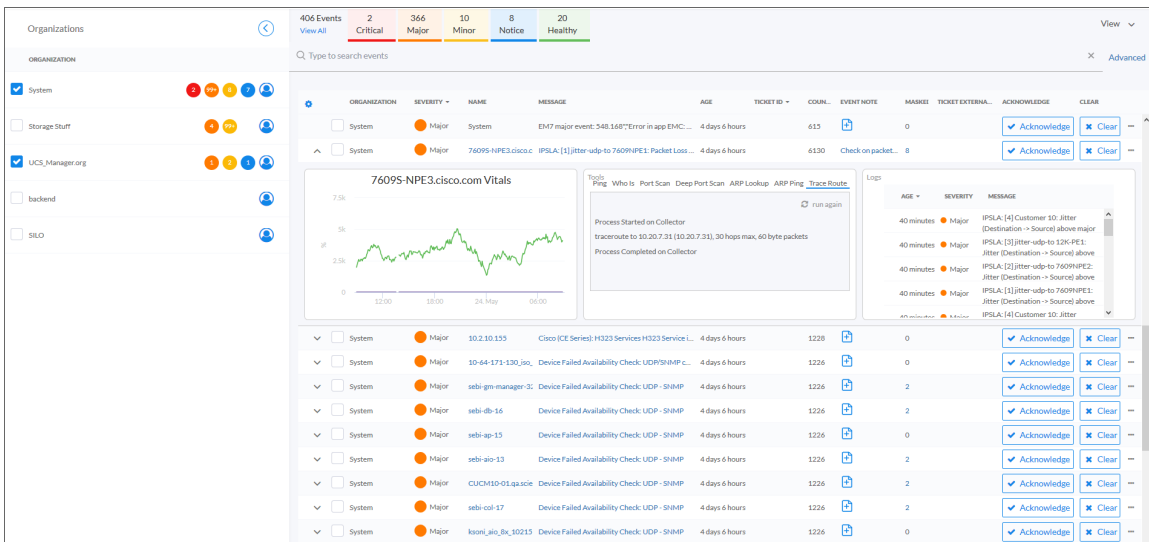 Organizations
ORGANIZATION
System 2 99+ 6 7
Storage Stuff 4 99+
UCS_Manager.org 1 2 1
backend
SILO
406 Events 2 366 10 8 20
View All Critical Major Minor Notice Healthy
View
Type to search events
Advanced
ORGANIZATION SEVERITY NAME MESSAGE AGE TICKET ID COUN... EVENT NOTE MASKE TICKET EXTERNA... ACKNOWLEDGE CLEAR
System Major System EM7 major event: 548.168","Error in app EMC: ... 4 days 6 hours 615 0 Acknowledge Clear ...
System Major 7609S-NPE3.cisco.c IPSLA: [1] jitter-udp-to 7609NPE1: Packet Loss ... 4 days 6 hours 6130 Check on packet... 8 Acknowledge Clear ...
7609S-NPE3.cisco.com Vitals
7.5k
5k
2.5k
0
%
12:00 18:00 24. May 06:00
Tools
Ping Who Is Port Scan Deep Port Scan ARP Lookup ARP Ping Trace Route
run again
Process Started on Collector
traceroute to 10.20.7.31 (10.20.7.31), 30 hops max, 60 byte packets
Process Completed on Collector
Logs
AGE SEVERITY MESSAGE
40 minutes Major IPSLA: [4] Customer 10: Jitter
(Destination -> Source) above major
40 minutes Major IPSLA: [3] jitter-udp-to 12K-PE1:
Jitter (Destination -> Source) above
40 minutes Major IPSLA: [2] jitter-udp-to 7609NPE2:
Jitter (Destination -> Source) above
40 minutes Major IPSLA: [1] jitter-udp-to 7609NPE1:
Jitter (Destination -> Source) above
40 minutes Major IPSLA: [4] Customer 10: Jitter
System Major 10.2.10.155 Cisco (CE Series): H323 Services H323 Service i... 4 days 6 hours 1228 0 Acknowledge Clear ...
System Major 10-64-171-130_iso_ Device Failed Availability Check: UDP/SNMP c... 4 days 6 hours 1226 0 Acknowledge Clear ...
System Major sebi-gm-manager-3 Device Failed Availability Check: UDP - SNMP 4 days 6 hours 1226 2 Acknowledge Clear ...
System Major sebi-db-16 Device Failed Availability Check: UDP - SNMP 4 days 6 hours 1226 2 Acknowledge Clear ...
System Major sebi-ap-15 Device Failed Availability Check: UDP - SNMP 4 days 6 hours 1226 0 Acknowledge Clear ...
System Major sebi-aio-13 Device Failed Availability Check: UDP - SNMP 4 days 6 hours 1226 2 Acknowledge Clear ...
System Major CUCM10-01.qa.scie Device Failed Availability Check: UDP - SNMP 4 days 6 hours 1226 2 Acknowledge Clear ...
System Major sebi-col-17 Device Failed Availability Check: UDP - SNMP 4 days 6 hours 1226 2 Acknowledge Clear ...
System Major ksoni_aio_8x_10215 Device Failed Availability Check: UDP - SNMP 4 days 6 hours 1226 0 Acknowledge Clear ...